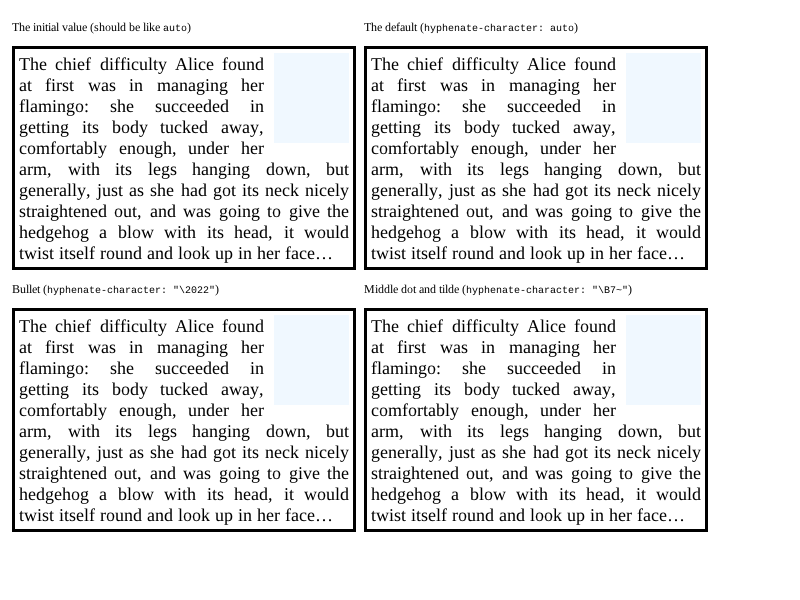 The initial value (should be like auto)
The chief difficulty Alice found
at first was in managing her
flamingo: she succeeded in
getting its body tucked away,
comfortably enough, under her
arm, with its legs hanging down, but
generally, just as she had got its neck nicely
straightened out, and was going to give the
hedgehog a blow with its head, it would
twist itself round and look up in her face…
The default (hyphenate-character: auto)
The chief difficulty Alice found
at first was in managing her
flamingo: she succeeded in
getting its body tucked away,
comfortably enough, under her
arm, with its legs hanging down, but
generally, just as she had got its neck nicely
straightened out, and was going to give the
hedgehog a blow with its head, it would
twist itself round and look up in her face…
Bullet (hyphenate-character: "\2022")
The chief difficulty Alice found
at first was in managing her
flamingo: she succeeded in
getting its body tucked away,
comfortably enough, under her
arm, with its legs hanging down, but
generally, just as she had got its neck nicely
straightened out, and was going to give the
hedgehog a blow with its head, it would
twist itself round and look up in her face…
Middle dot and tilde (hyphenate-character: "\B7~")
The chief difficulty Alice found
at first was in managing her
flamingo: she succeeded in
getting its body tucked away,
comfortably enough, under her
arm, with its legs hanging down, but
generally, just as she had got its neck nicely
straightened out, and was going to give the
hedgehog a blow with its head, it would
twist itself round and look up in her face…